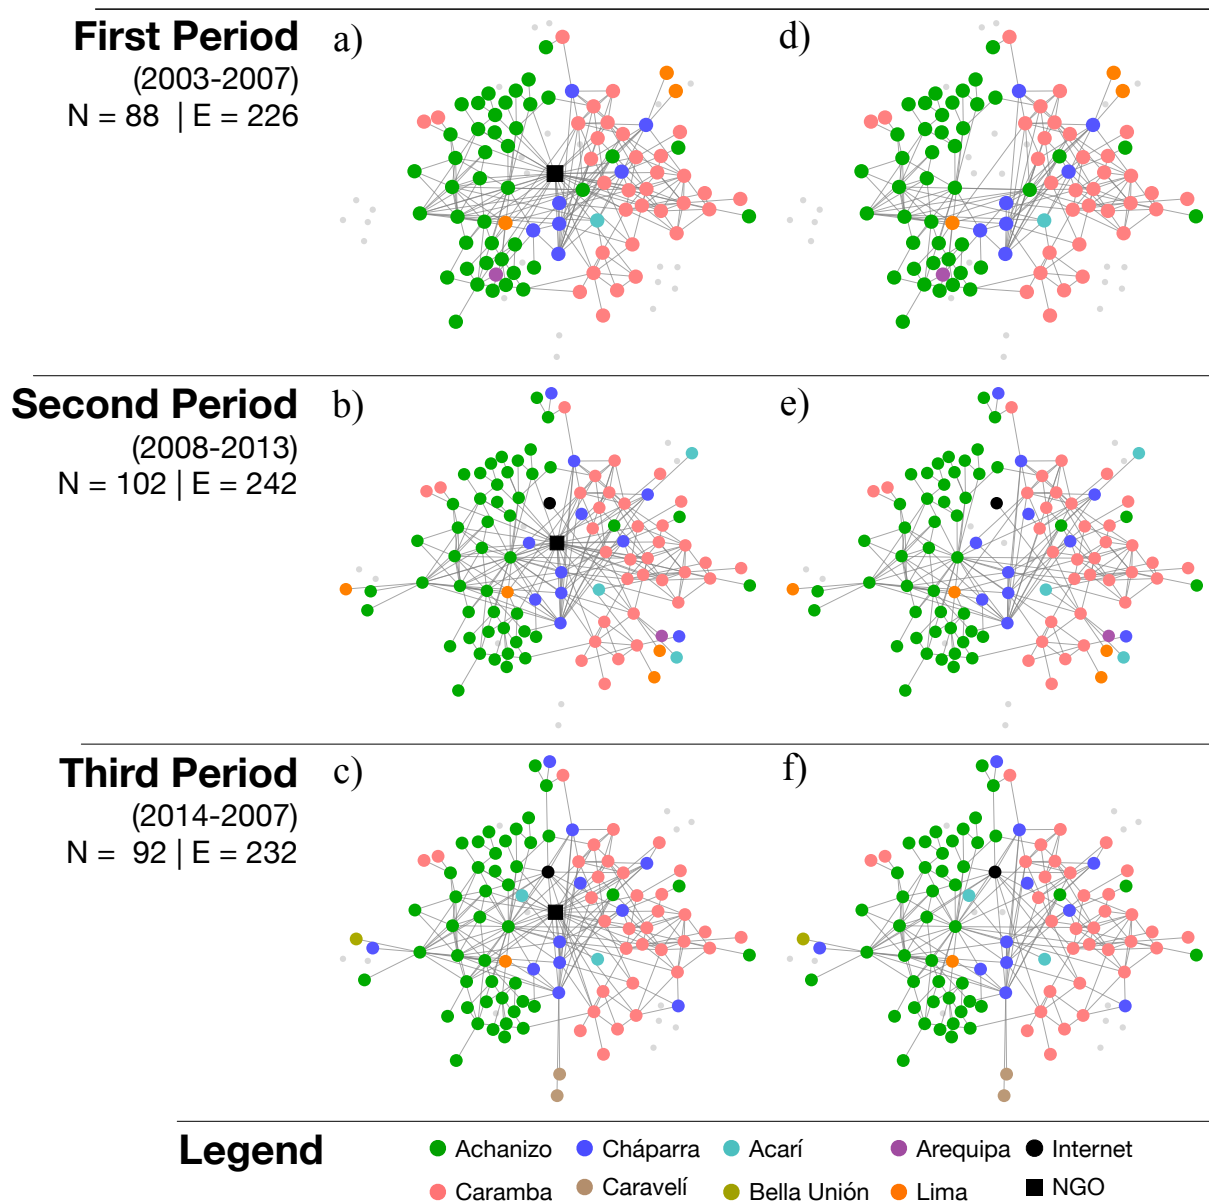 First Period
(2003-2007)
N = 88 | E = 226
a)
d)
Second Period
(2008-2013)
N = 102 | E = 242
b)
e)
Third Period
(2014-2007)
N = 92 | E = 232
c)
f)
Legend
Achanizo
Cháparra
Acarí
Arequipa
Internet
Caramba
Caravelí
Bella Unión
Lima
NGO